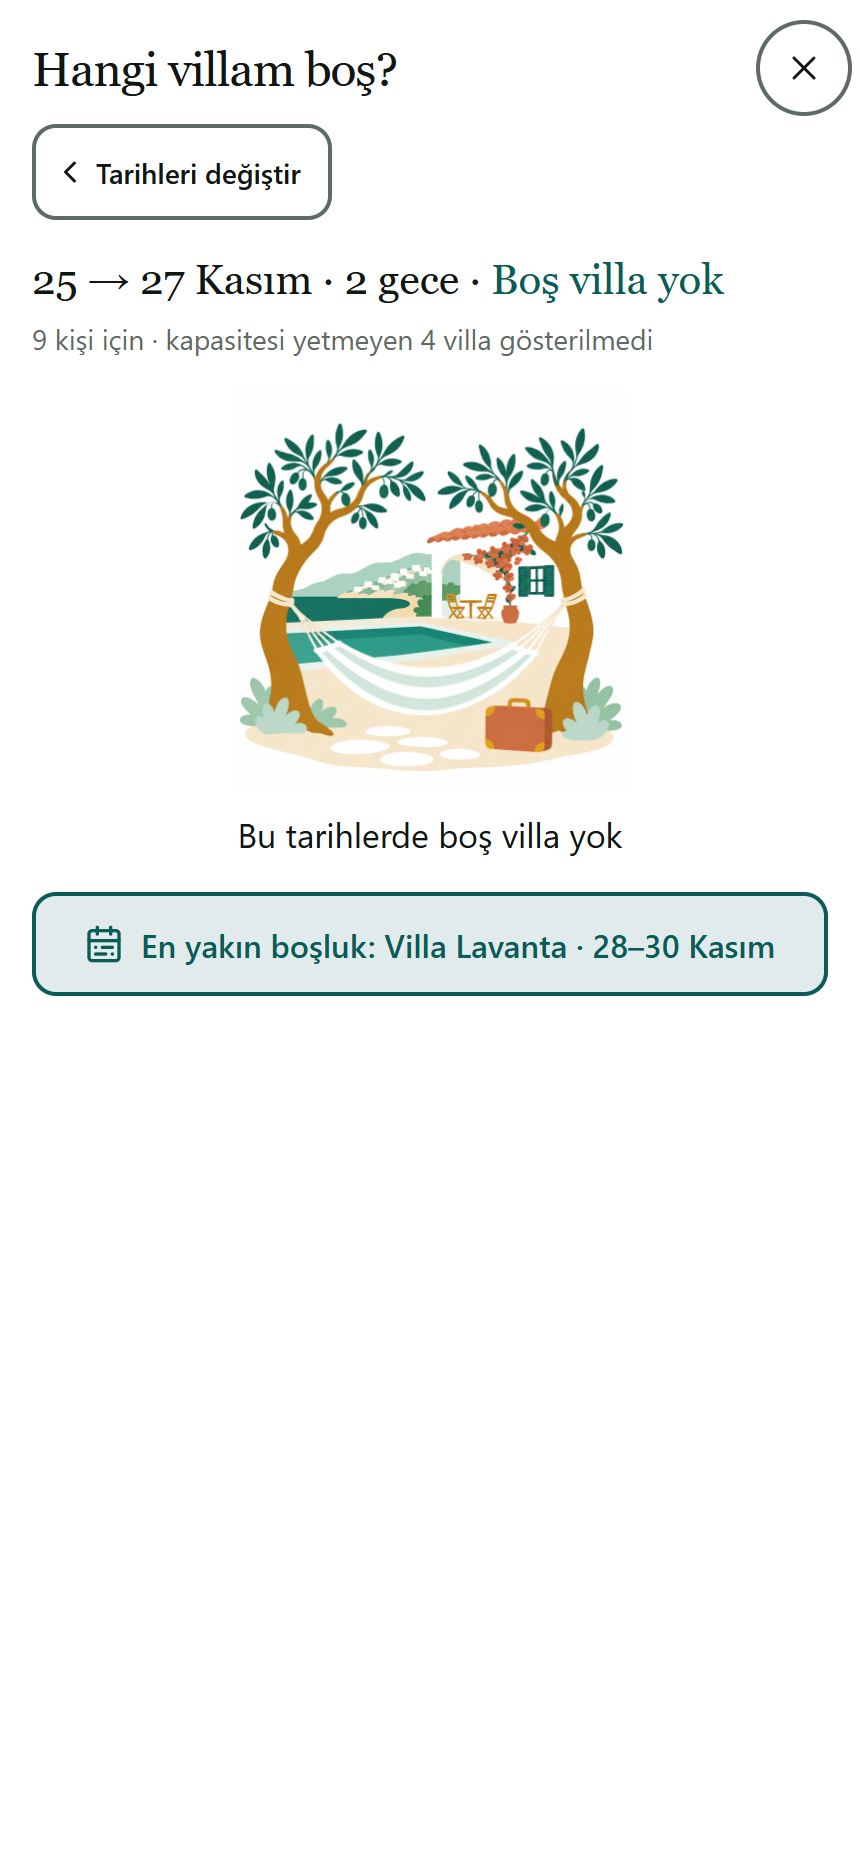 Hangi villam boş?
Tarihleri değiştir
25 → 27 Kasım · 2 gece · Boş villa yok
9 kişi için · kapasitesi yetmeyen 4 villa gösterilmedi
Bu tarihlerde boş villa yok
En yakın boşluk: Villa Lavanta · 28–30 Kasım